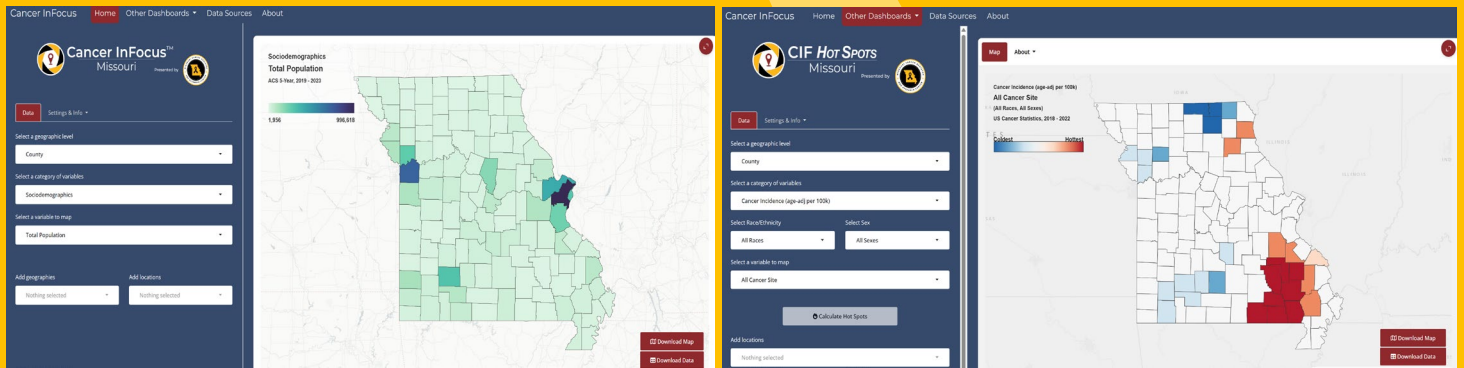 Cancer InFocus Home Other Dashboards Data Sources About
Cancer InFocus™
Missouri Presented by
Data Settings & Info
Select a geographic level
County
Select a category of variables
Sociodemographics
Select a variable to map
Total Population
Add geographies Add locations
Nothing selected Nothing selected
Sociodemographics
Total Population
ACS 5-Year, 2019 - 2023
1,956 996,618
Download Map
Download Data
Cancer InFocus Home Other Dashboards Data Sources About
CIF HOT SPOTS
Missouri
Presented by
Data Settings & Info
Select a geographic level
County
Select a category of variables
Cancer Incidence (age-adj per 100k)
Select Race/Ethnicity Select Sex
All Races All Sexes
Select a variable to map
All Cancer Site
Calculate Hot Spots
Add locations
Nothing selected
Map About
Cancer Incidence (age-adj per 100k)
All Cancer Site
(All Races, All Sexes)
US Cancer Statistics, 2018 - 2022
Coldest Hottest
ILLINOIS
Download Map
Download Data